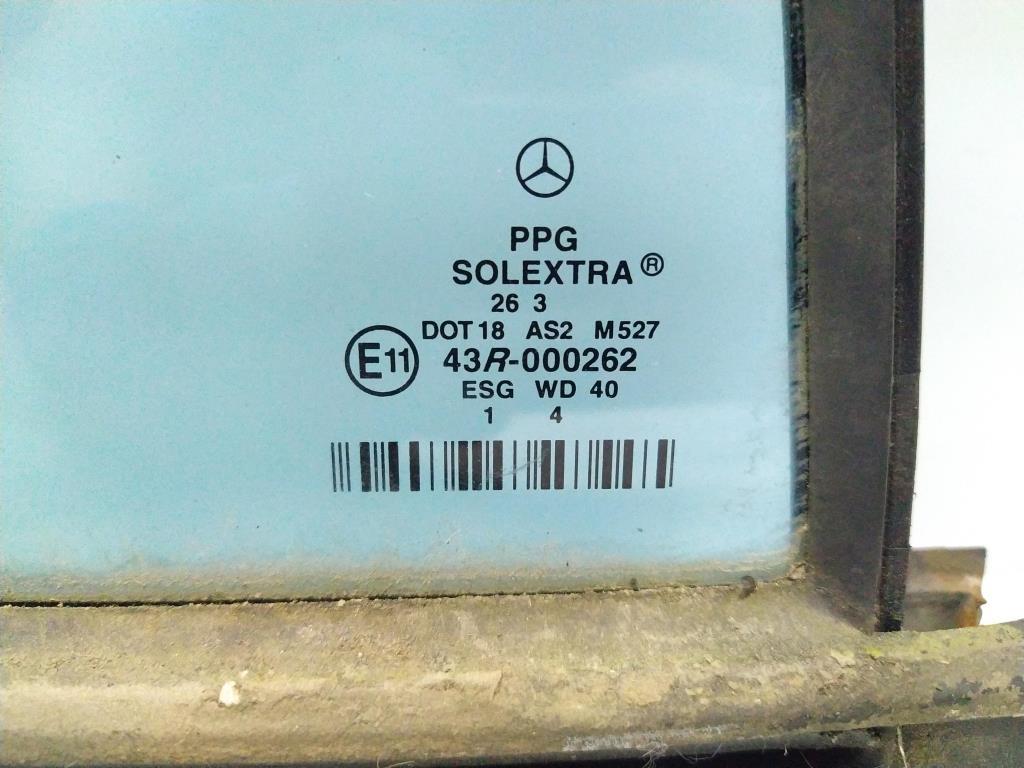 PPG
SOLEXTRA®
26 3
DOT 18 AS2 M527
E11 43R-000262
ESG WD 40
1 4